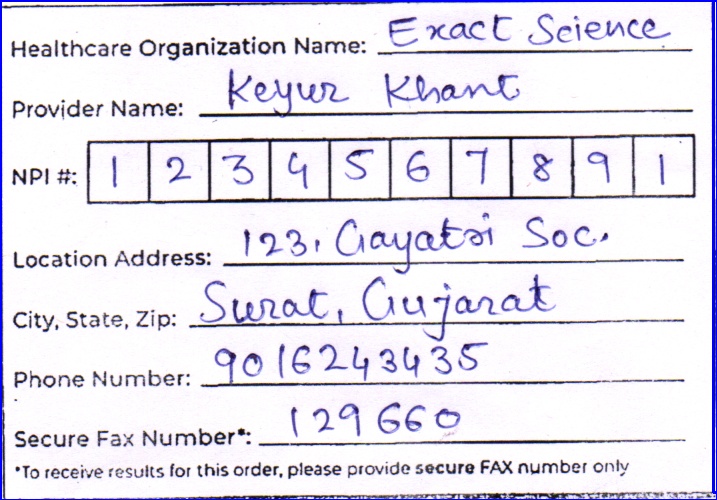 Healthcare Organization Name: Exact Science
Provider Name: Keyur Khant
NPI #: 1 2 3 4 5 6 7 8 9 1
Location Address: 123, Gayatri Soc.
City, State, Zip: Surat, Gujarat
Phone Number: 9016243435
Secure Fax Number*: 129660
*To receive results for this order, please provide secure FAX number only